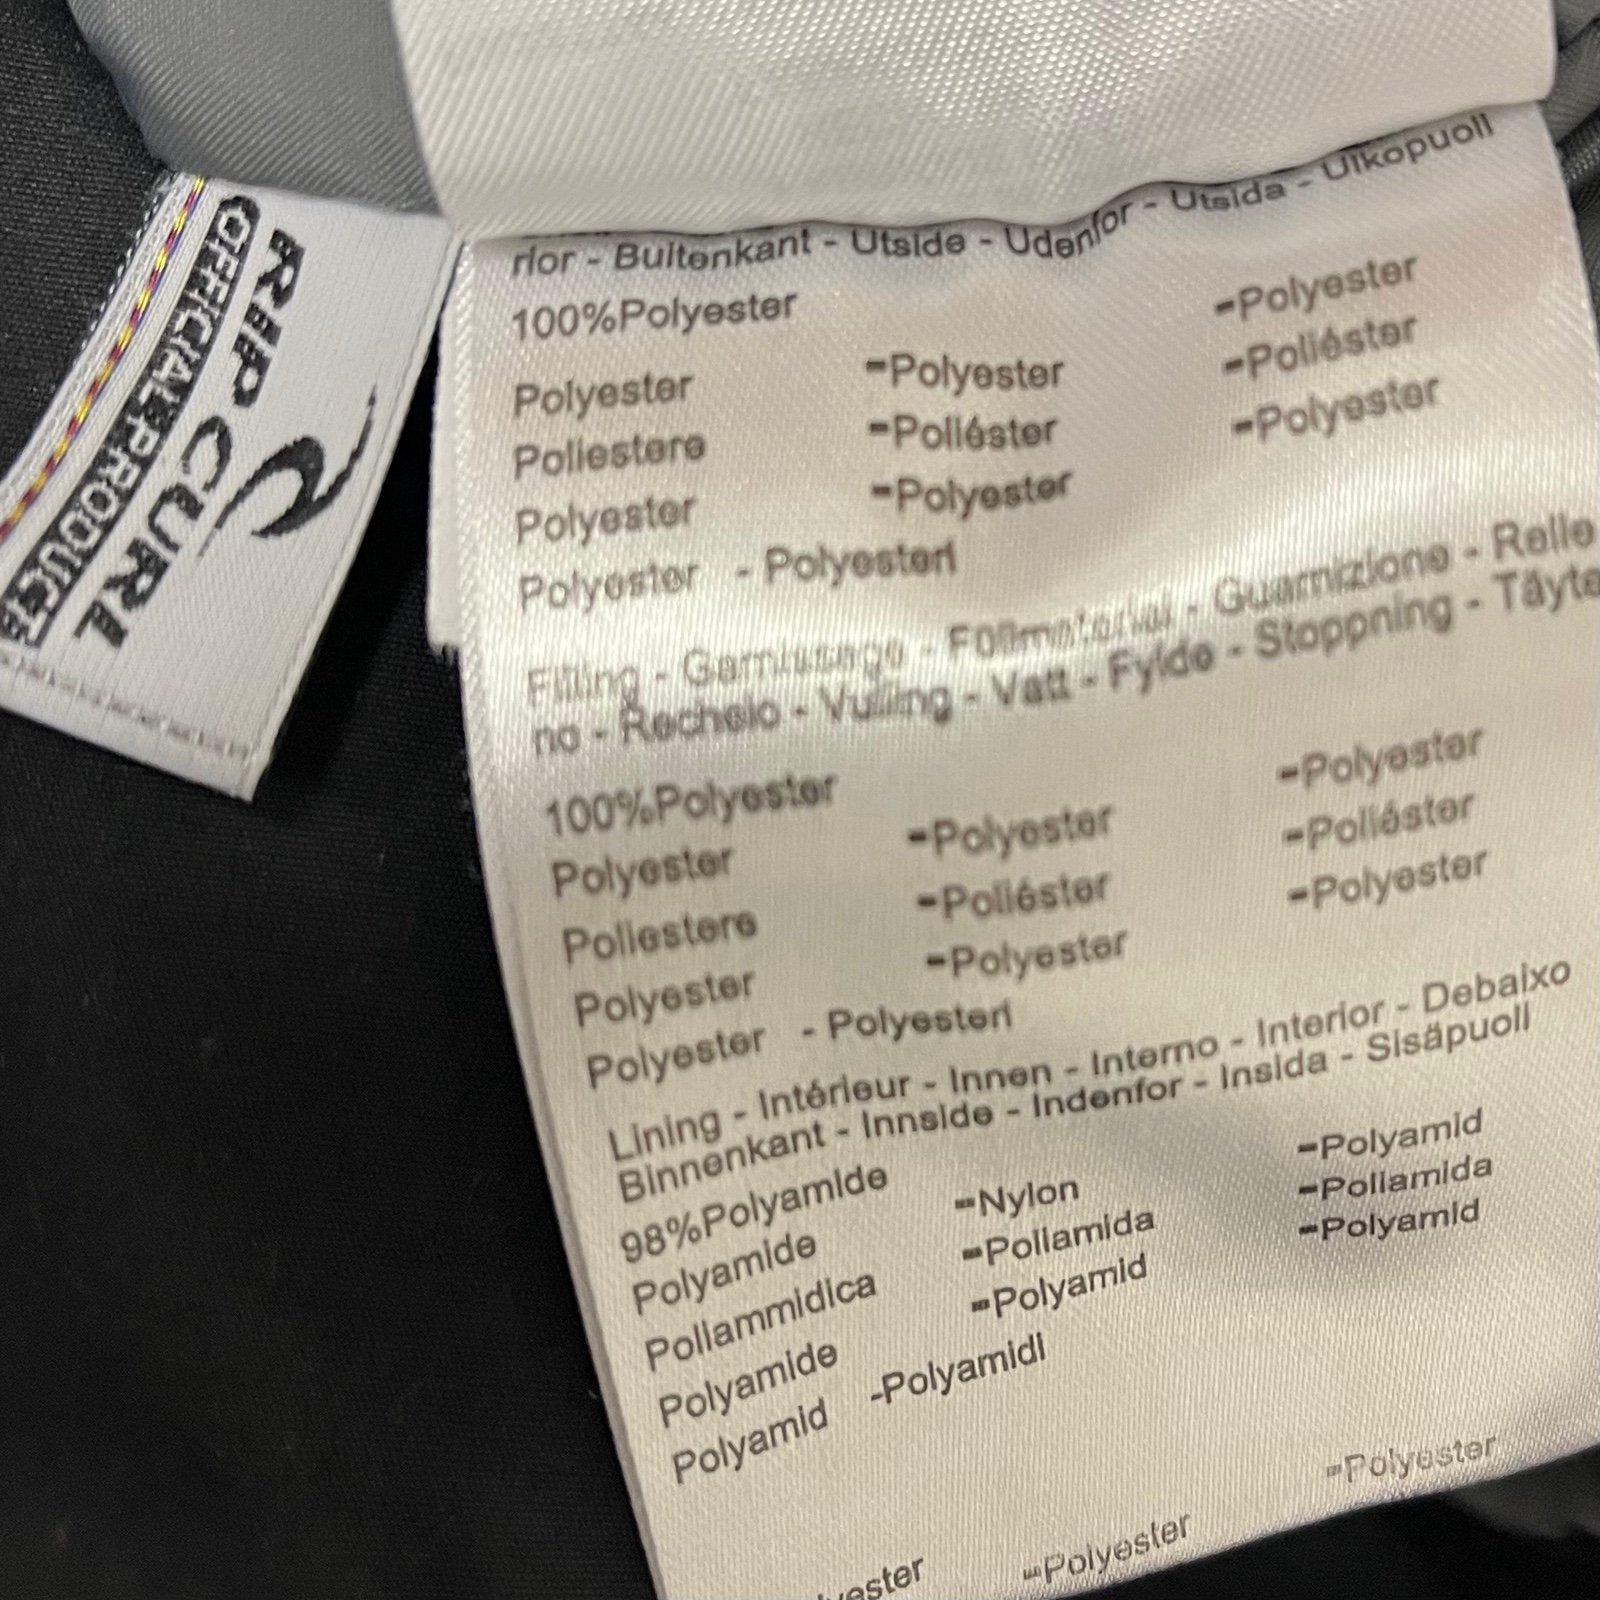 RIP CURL
OFFICIAL PRODUCT
rior - Buitenkant - Utside - Udenfor - Utsida - Ulkopuoli
100%Polyester -Polyester
Polyester -Polyester -Poliéster
Poliestere -Poliéster -Polyester
Polyester -Polyester
Polyester - Polyesteri
Filling - Garnissage - Füllmaterial - Guarnizione - Relle
no - Recheio - Vulling - Vatt - Fylde - Stoppning - Täyte
100%Polyester -Polyester
Polyester -Polyester -Poliéster
Poliestere -Poliéster -Polyester
Polyester -Polyester
Polyester - Polyesteri
Lining - Intérieur - Innen - Interno - Interior - Debaixo
Binnenkant - Innside - Indenfor - Insida - Sisäpuoli
98%Polyamide -Polyamid
Polyamide -Nylon -Poliamida
Poliammidica -Poliamida -Polyamid
Polyamide -Polyamid
Polyamid -Polyamidi
-Polyester
yester -Polyester